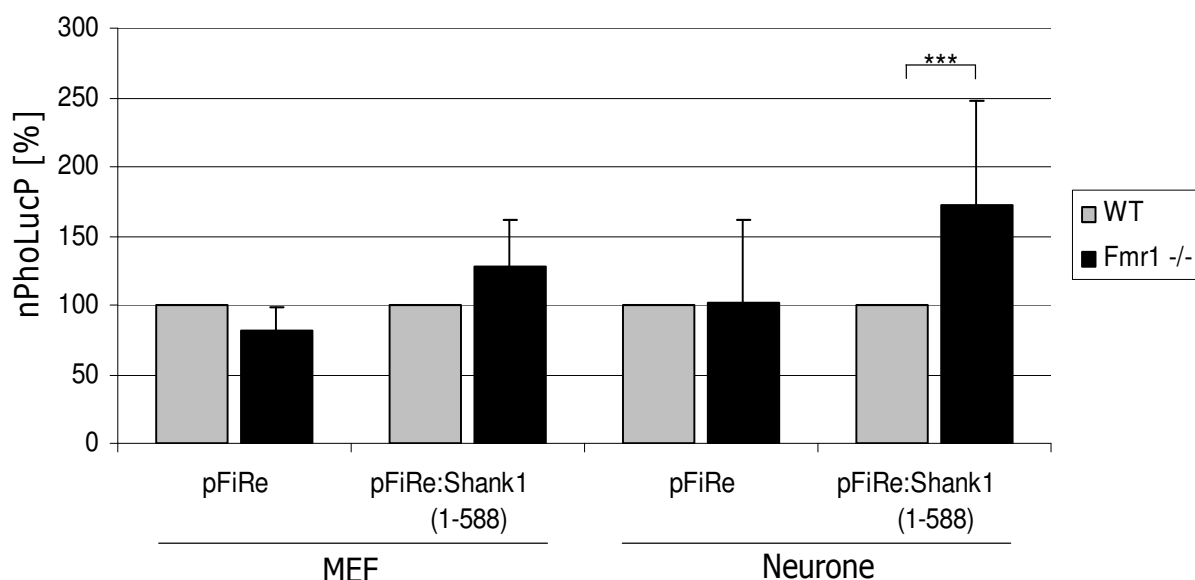 nPhoLucP [%]
300
250
200
150
100
50
0
***
WT
Fmr1 -/-
pFiRe
pFiRe:Shank1
(1-588)
pFiRe
pFiRe:Shank1
(1-588)
MEF
Neurone